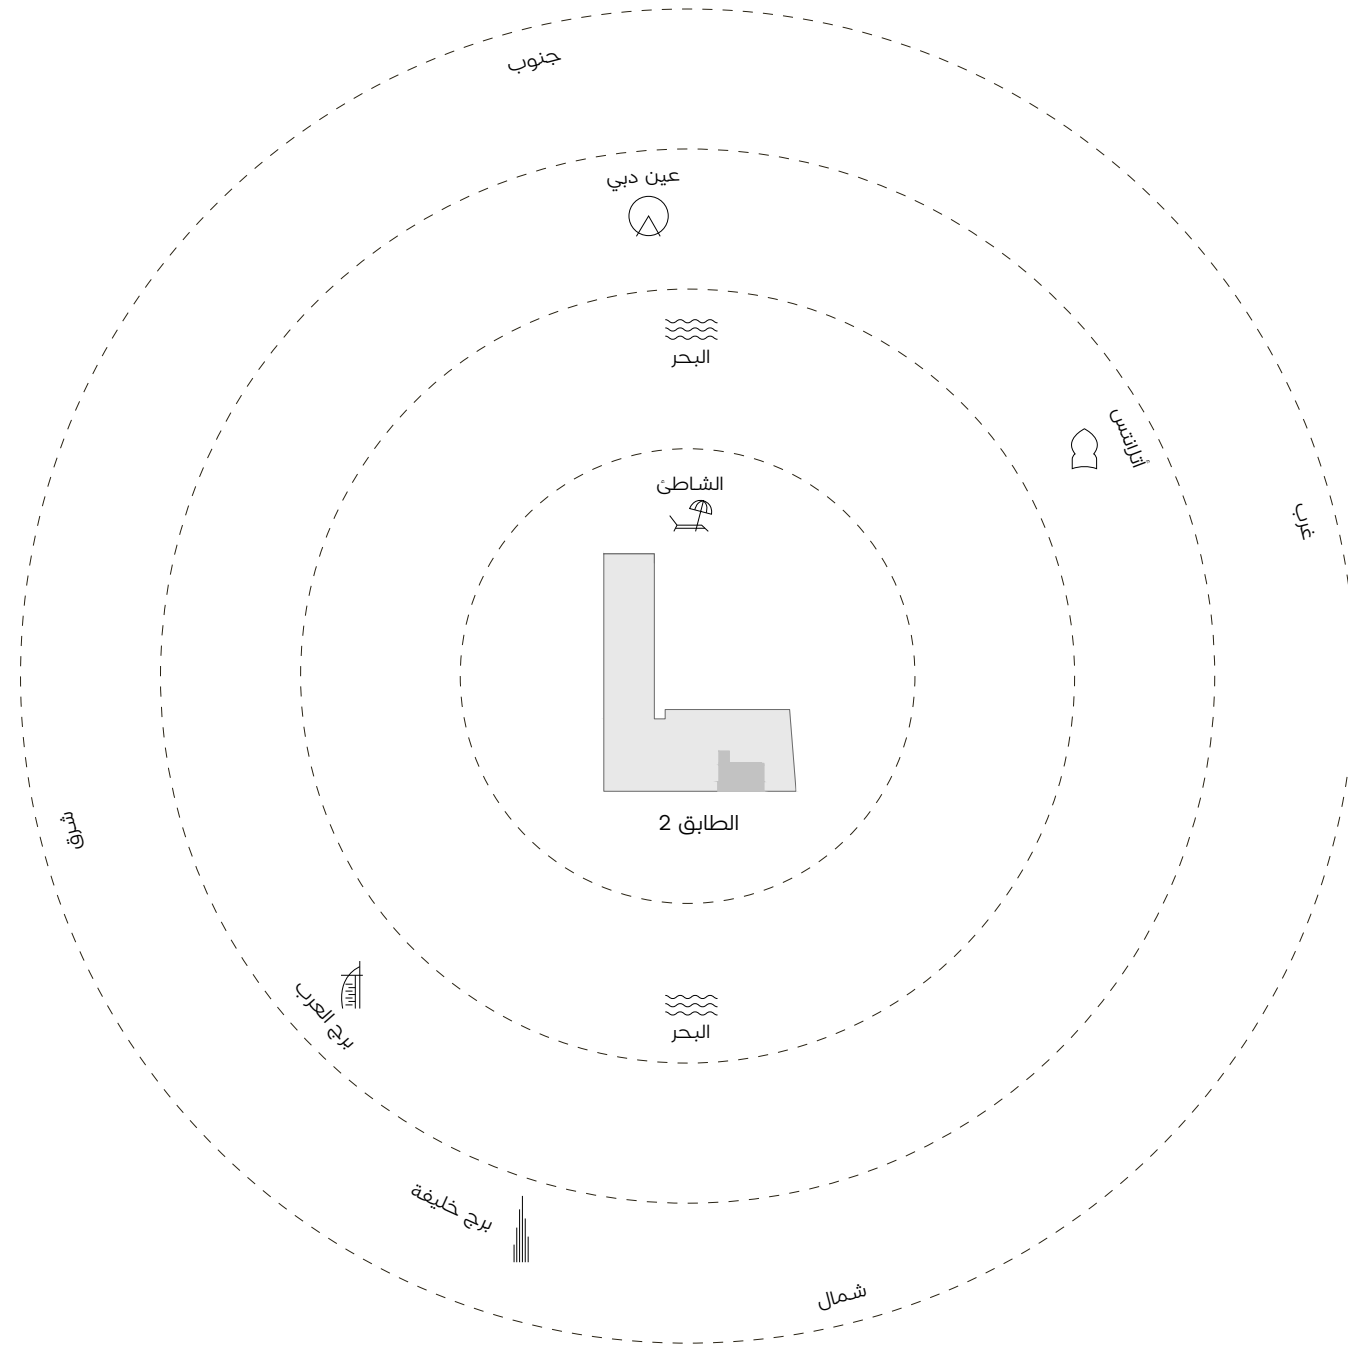 جنوب
عين دبي
البحر
أتلانتس
الشاطئ
غرب
الطابق 2
شرق
برج العرب
البحر
برج خليفة
شمال